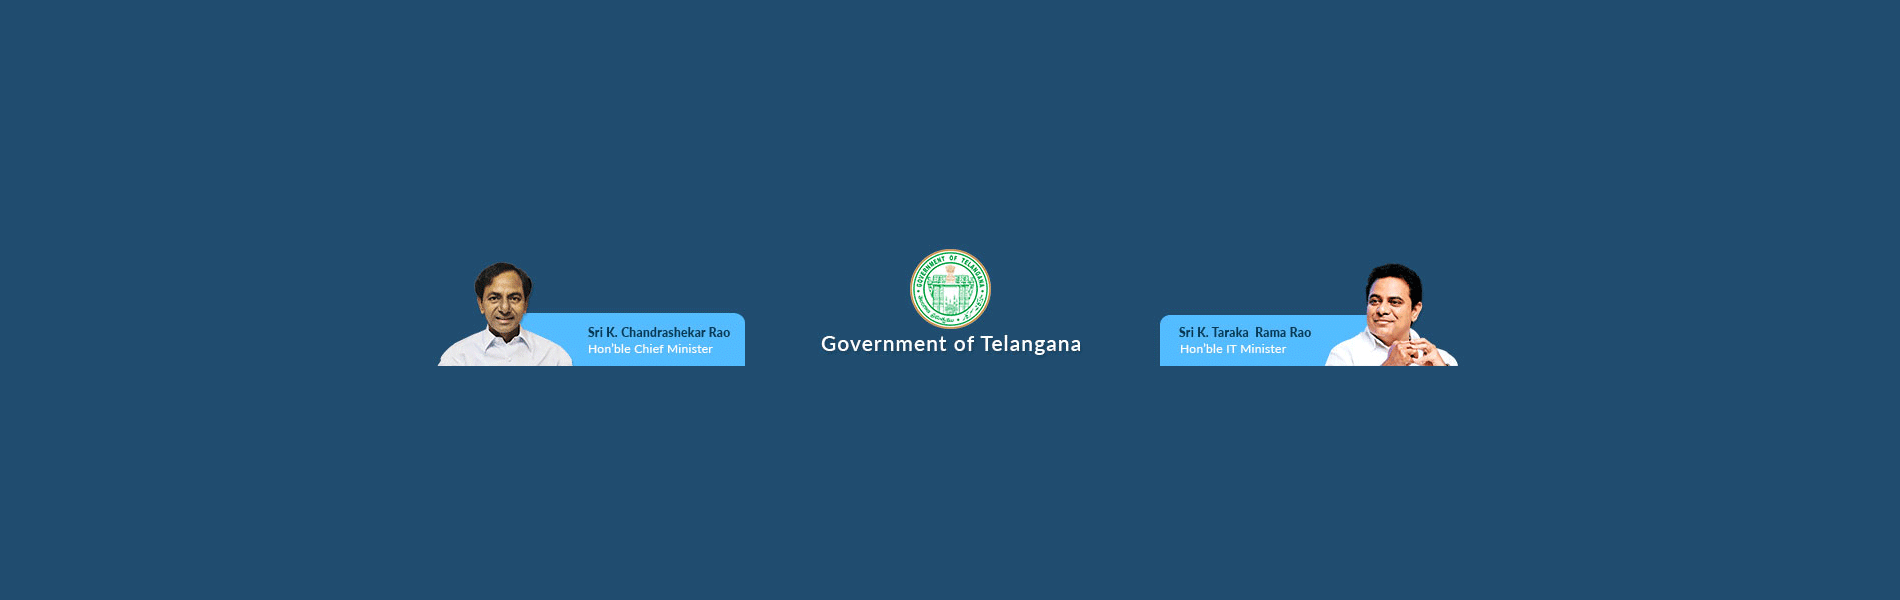 Sri K. Chandrashekar Rao
Hon'ble Chief Minister
GOVERNMENT OF TELANGANA
Government of Telangana
Sri K. Taraka Rama Rao
Hon'ble IT Minister